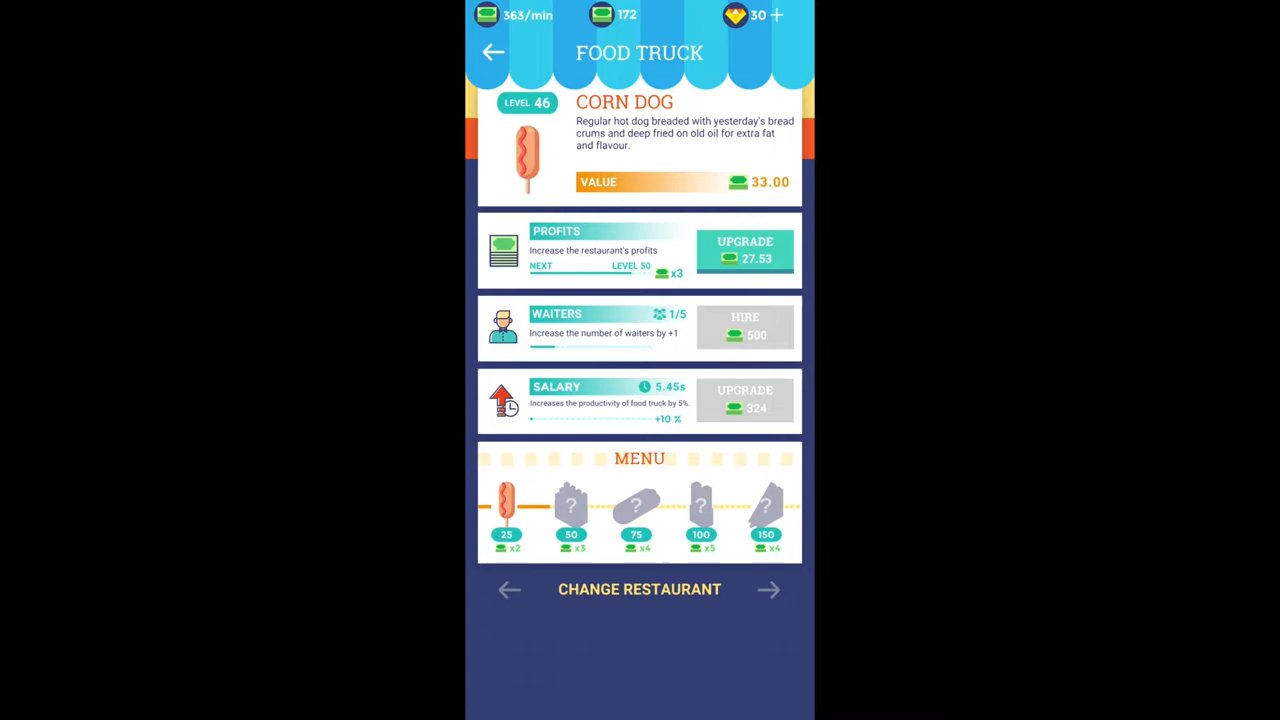 363/min 172 30 +
FOOD TRUCK
LEVEL 46
CORN DOG
Regular hot dog breaded with yesterday's bread
crums and deep fried on old oil for extra fat
and flavour.
VALUE 33.00
PROFITS
Increase the restaurant's profits
NEXT LEVEL 50 x3
UPGRADE
27.53
WAITERS 1/5
Increase the number of waiters by +1
HIRE
500
SALARY 5.45s
Increases the productivity of food truck by 5%.
+10 %
UPGRADE
324
MENU
? ? ? ?
25 50 75 100 150
x2 x3 x4 x5 x4
CHANGE RESTAURANT